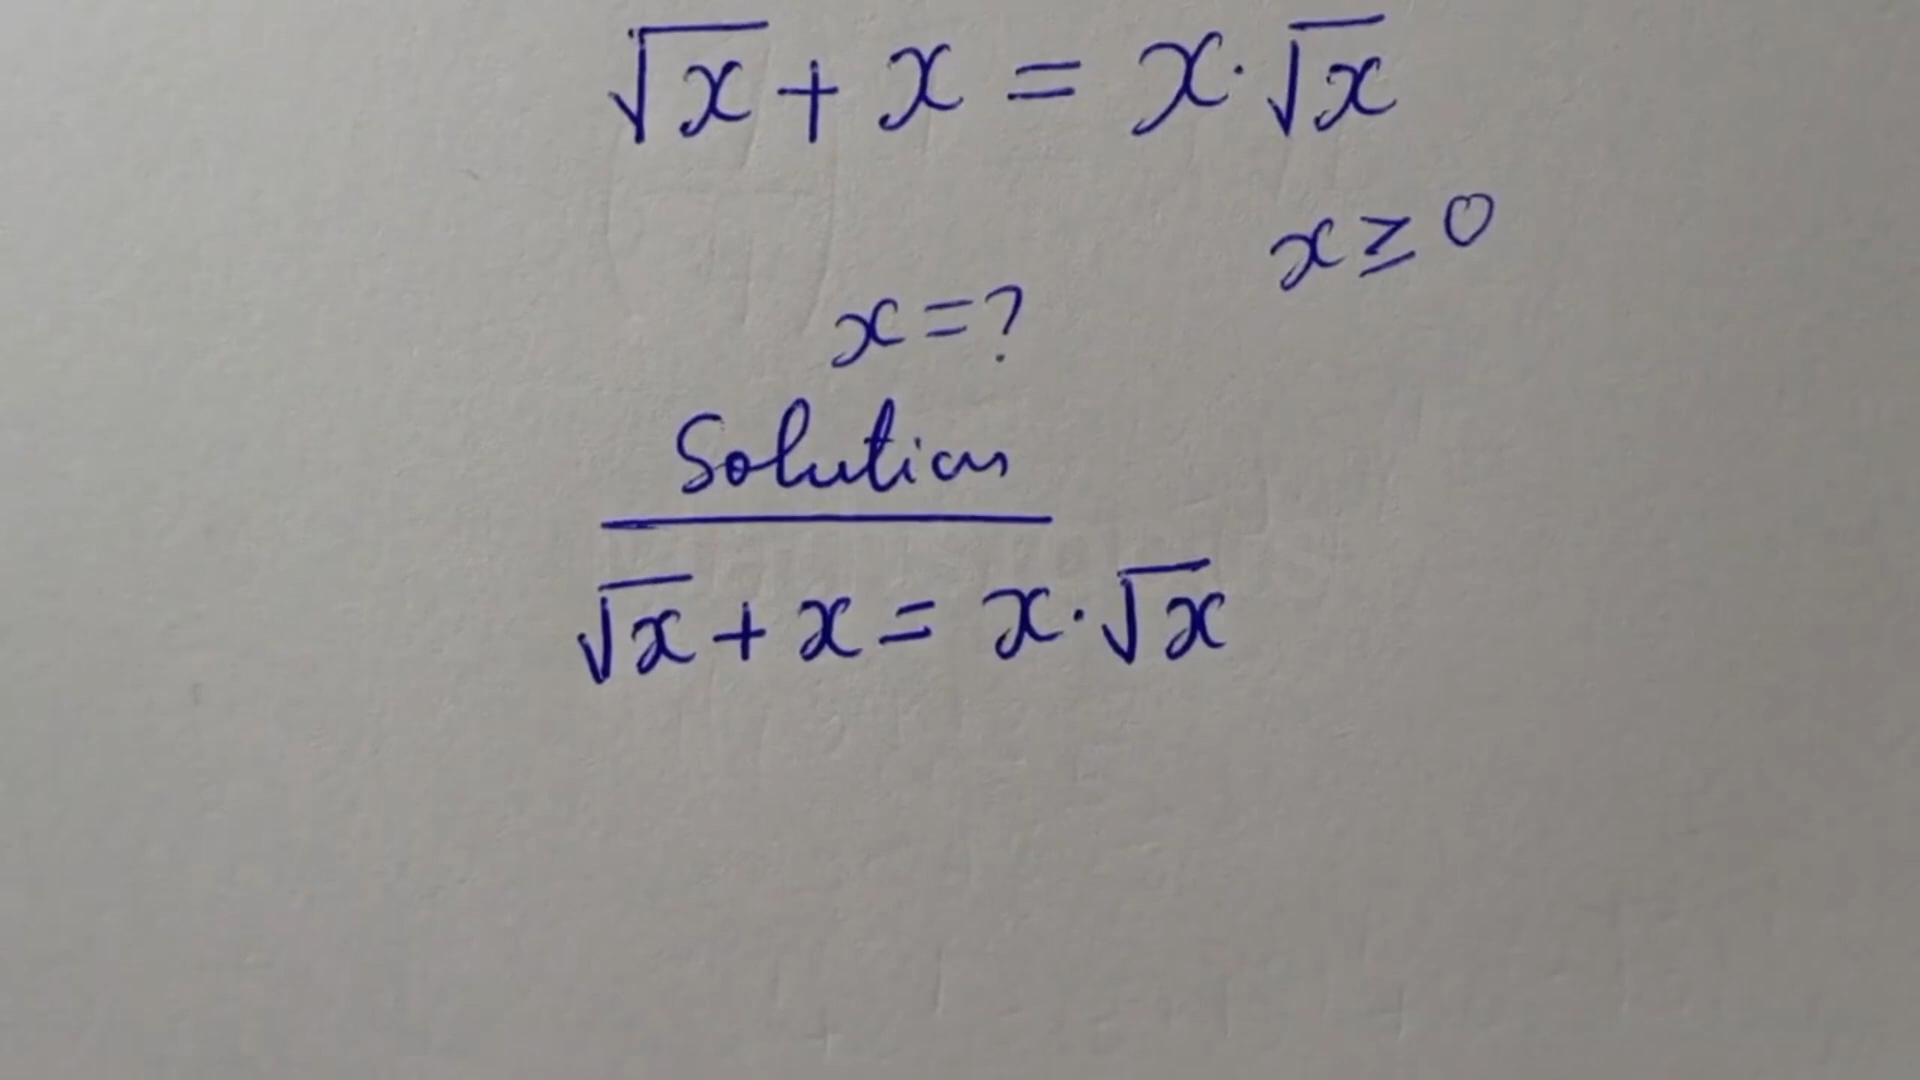 √x + x = x · √x
x ≥ 0
x = ?
Solution
√x + x = x · √x